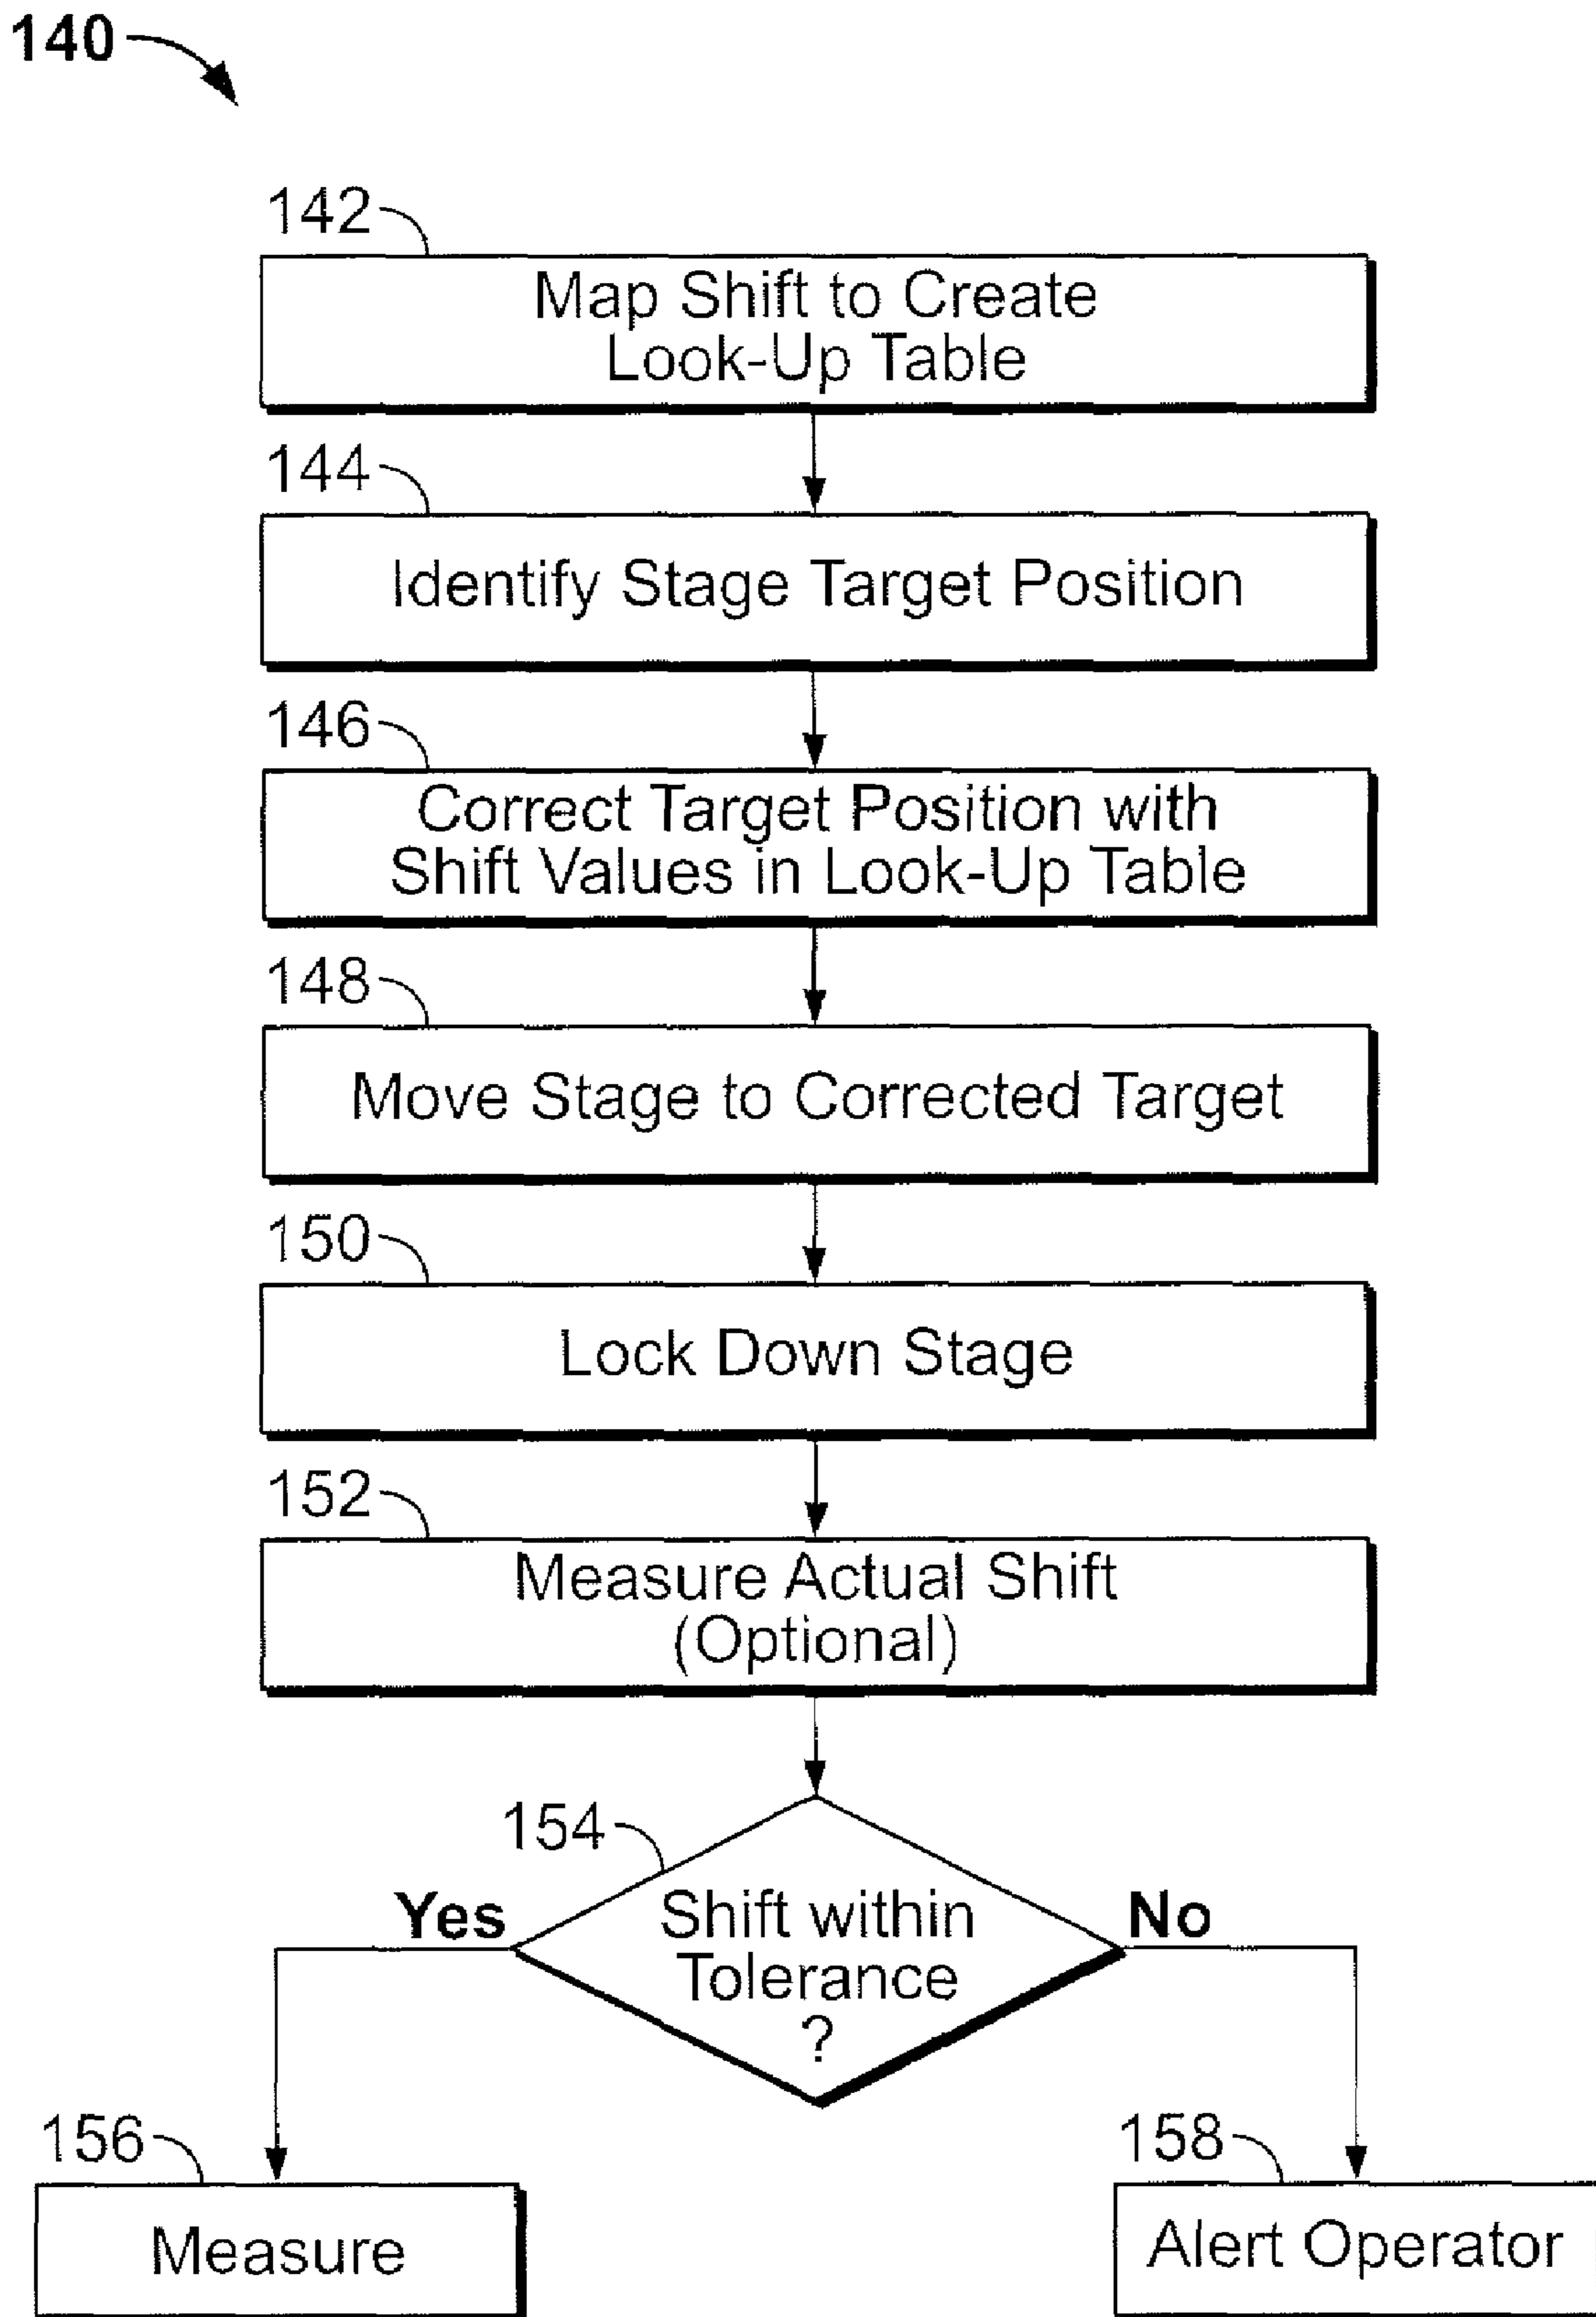 140
142
Map Shift to Create
Look-Up Table
144
Identify Stage Target Position
146
Correct Target Position with
Shift Values in Look-Up Table
148
Move Stage to Corrected Target
150
Lock Down Stage
152
Measure Actual Shift
(Optional)
154
Yes
Shift within
Tolerance
?
No
156
Measure
158
Alert Operator